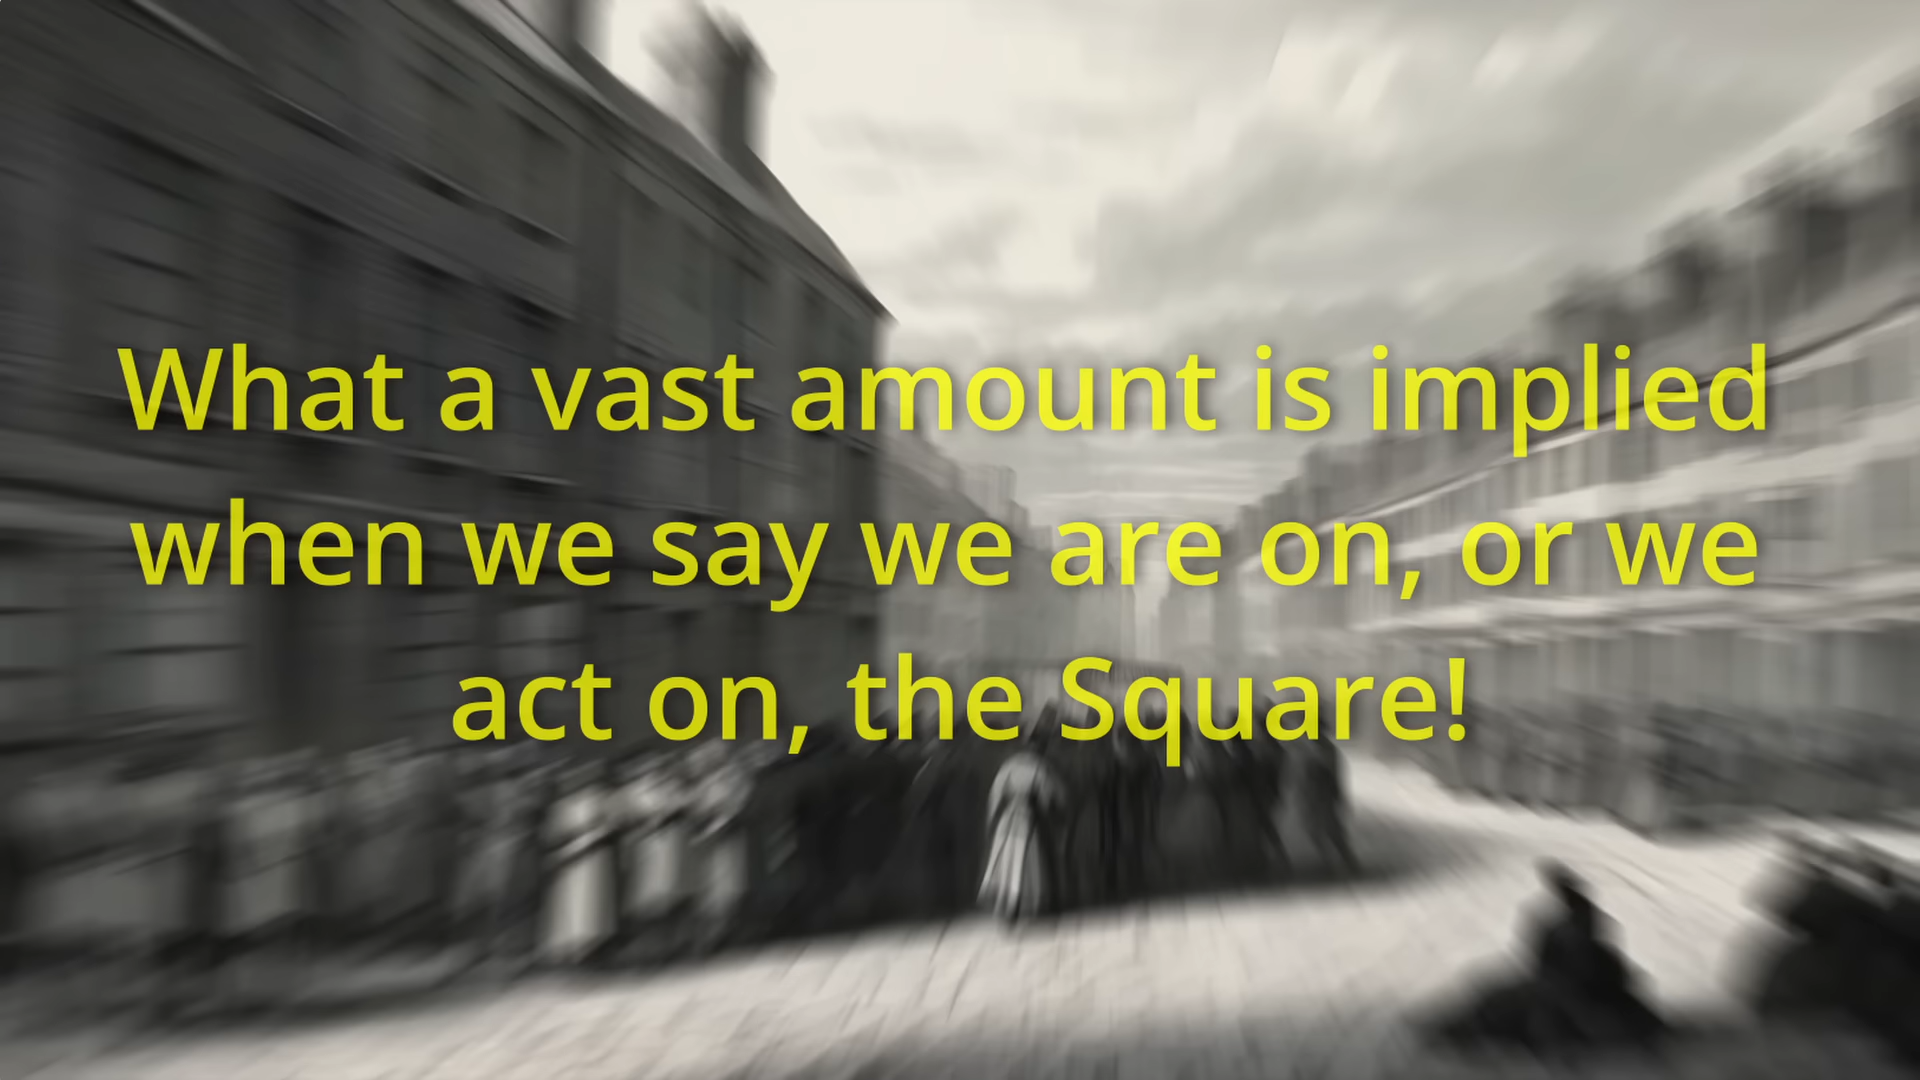 What a vast amount is implied
when we say we are on, or we
act on, the Square!